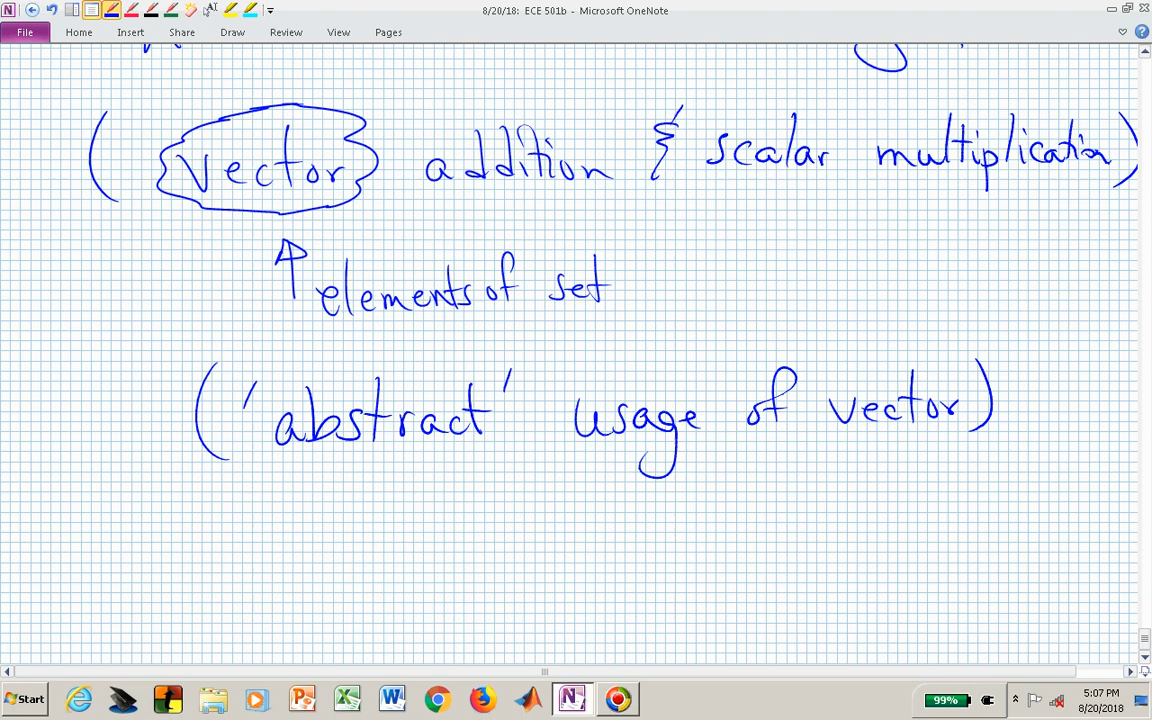 8/20/18: ECE 501b - Microsoft OneNote
File Home Insert Share Draw Review View Pages
( vector addition & scalar multiplication)
elements of set
('abstract' usage of vector)
Start
99%
5:07 PM
8/20/2018